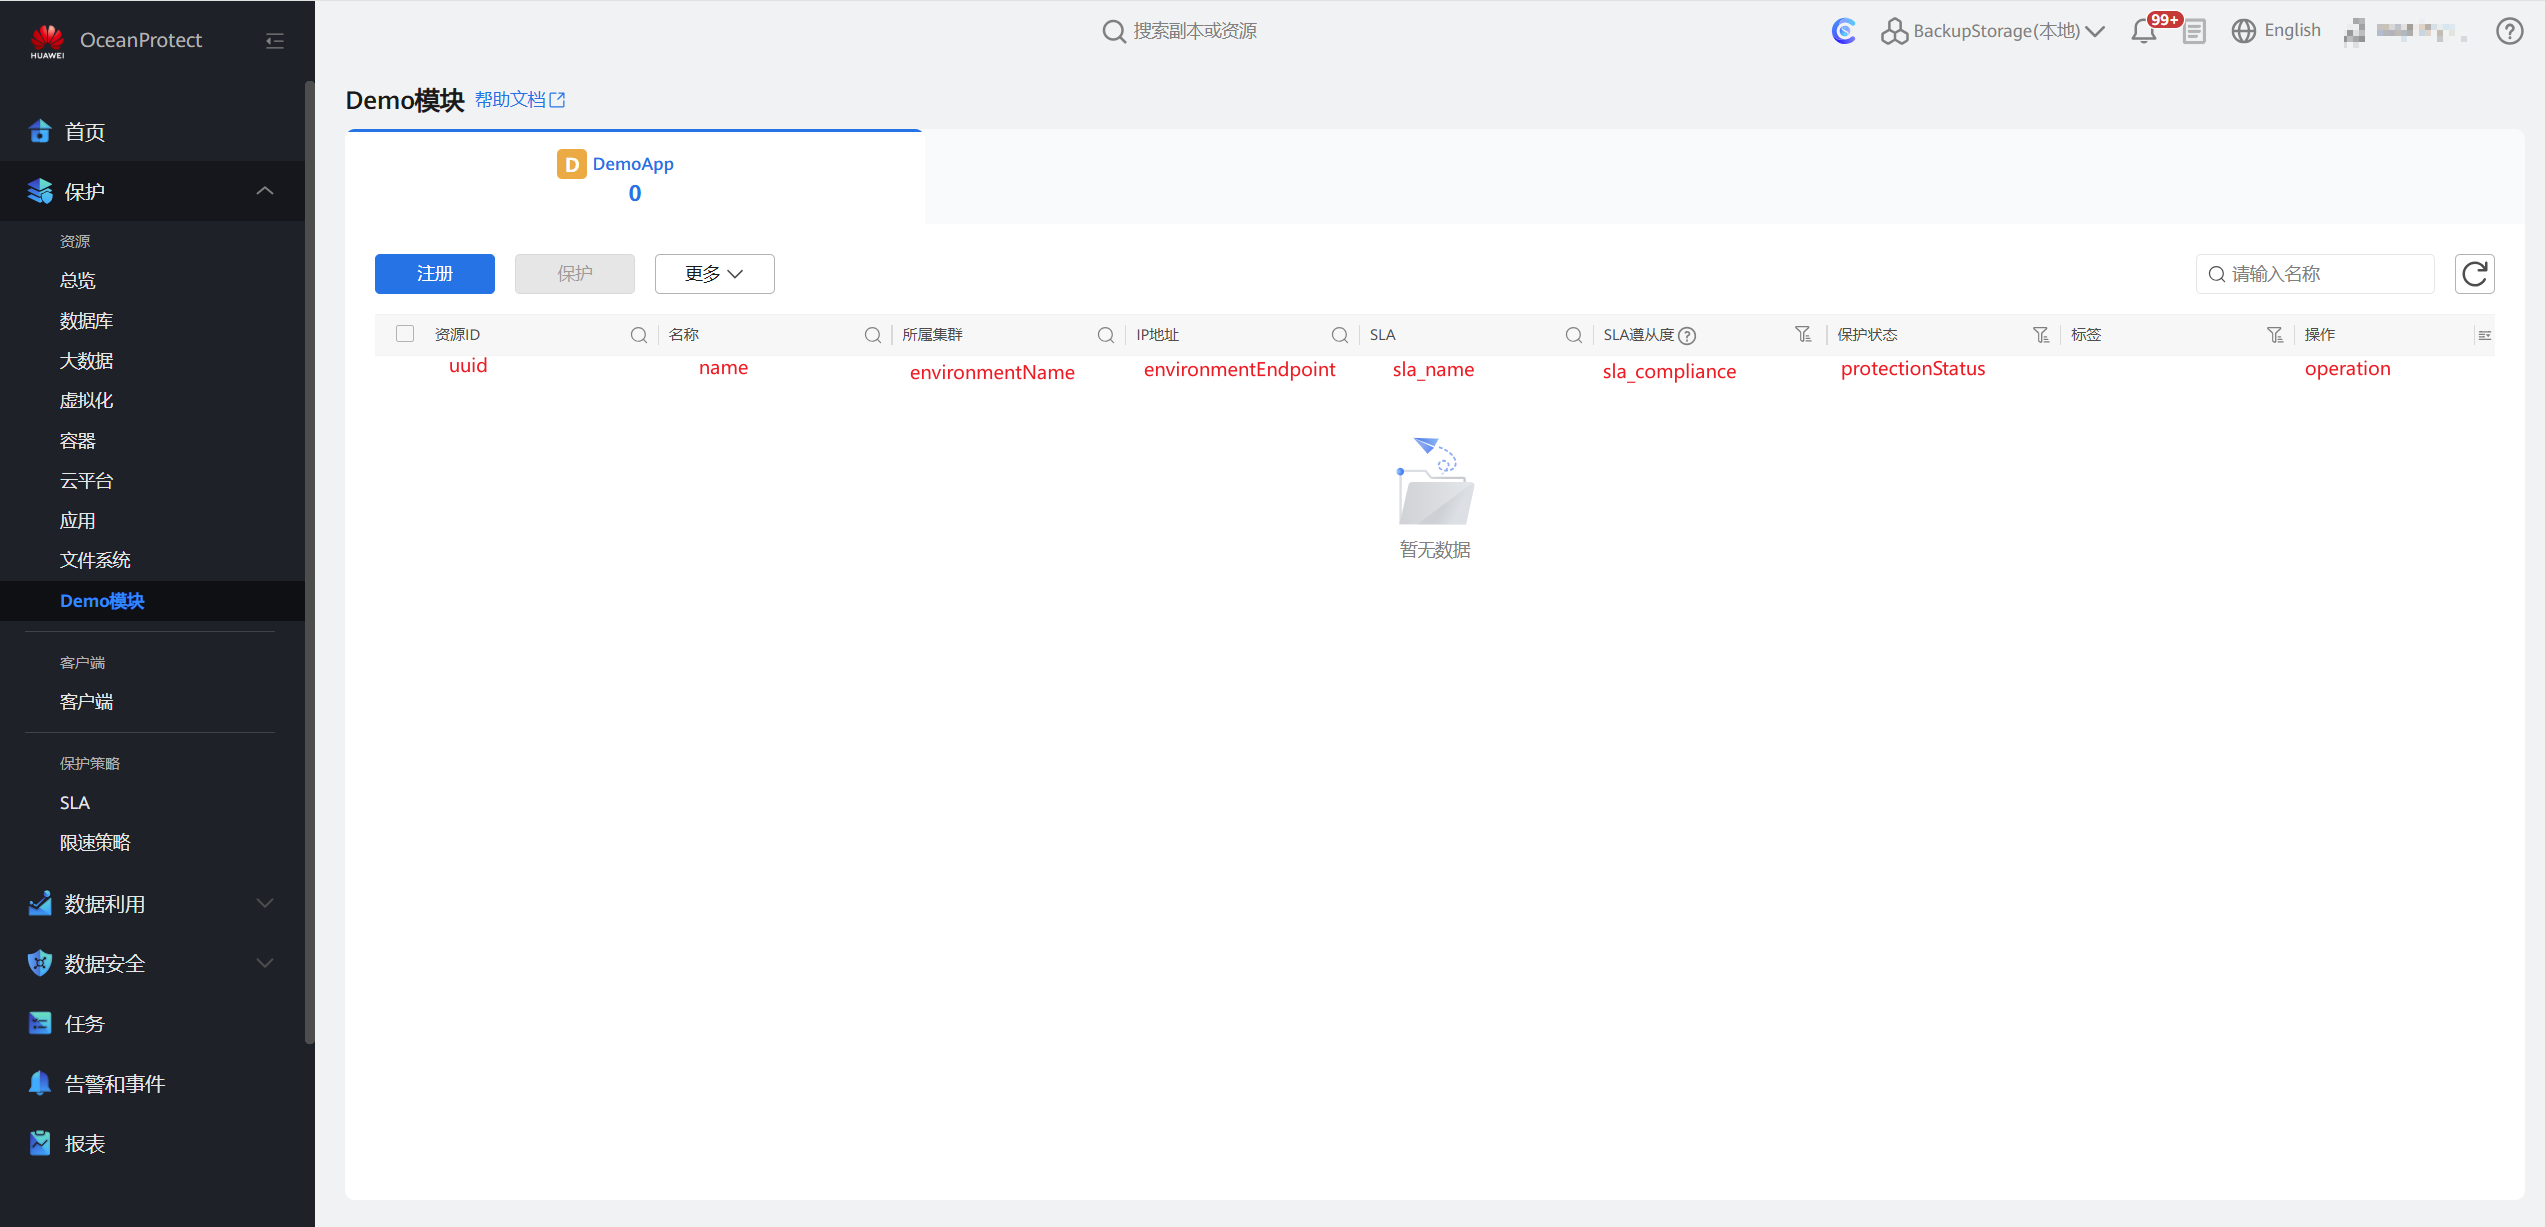 HUAWEI
OceanProtect
搜索副本或资源
BackupStorage(本地)
99+
English
首页
保护
资源
总览
数据库
大数据
虚拟化
容器
云平台
应用
文件系统
Demo模块
客户端
客户端
保护策略
SLA
限速策略
数据利用
数据安全
任务
告警和事件
报表
Demo模块 帮助文档
D DemoApp
0
注册 保护 更多 请输入名称
资源ID 名称 所属集群 IP地址 SLA SLA遵从度 保护状态 标签 操作
uuid name environmentName environmentEndpoint sla_name sla_compliance protectionStatus operation
暂无数据